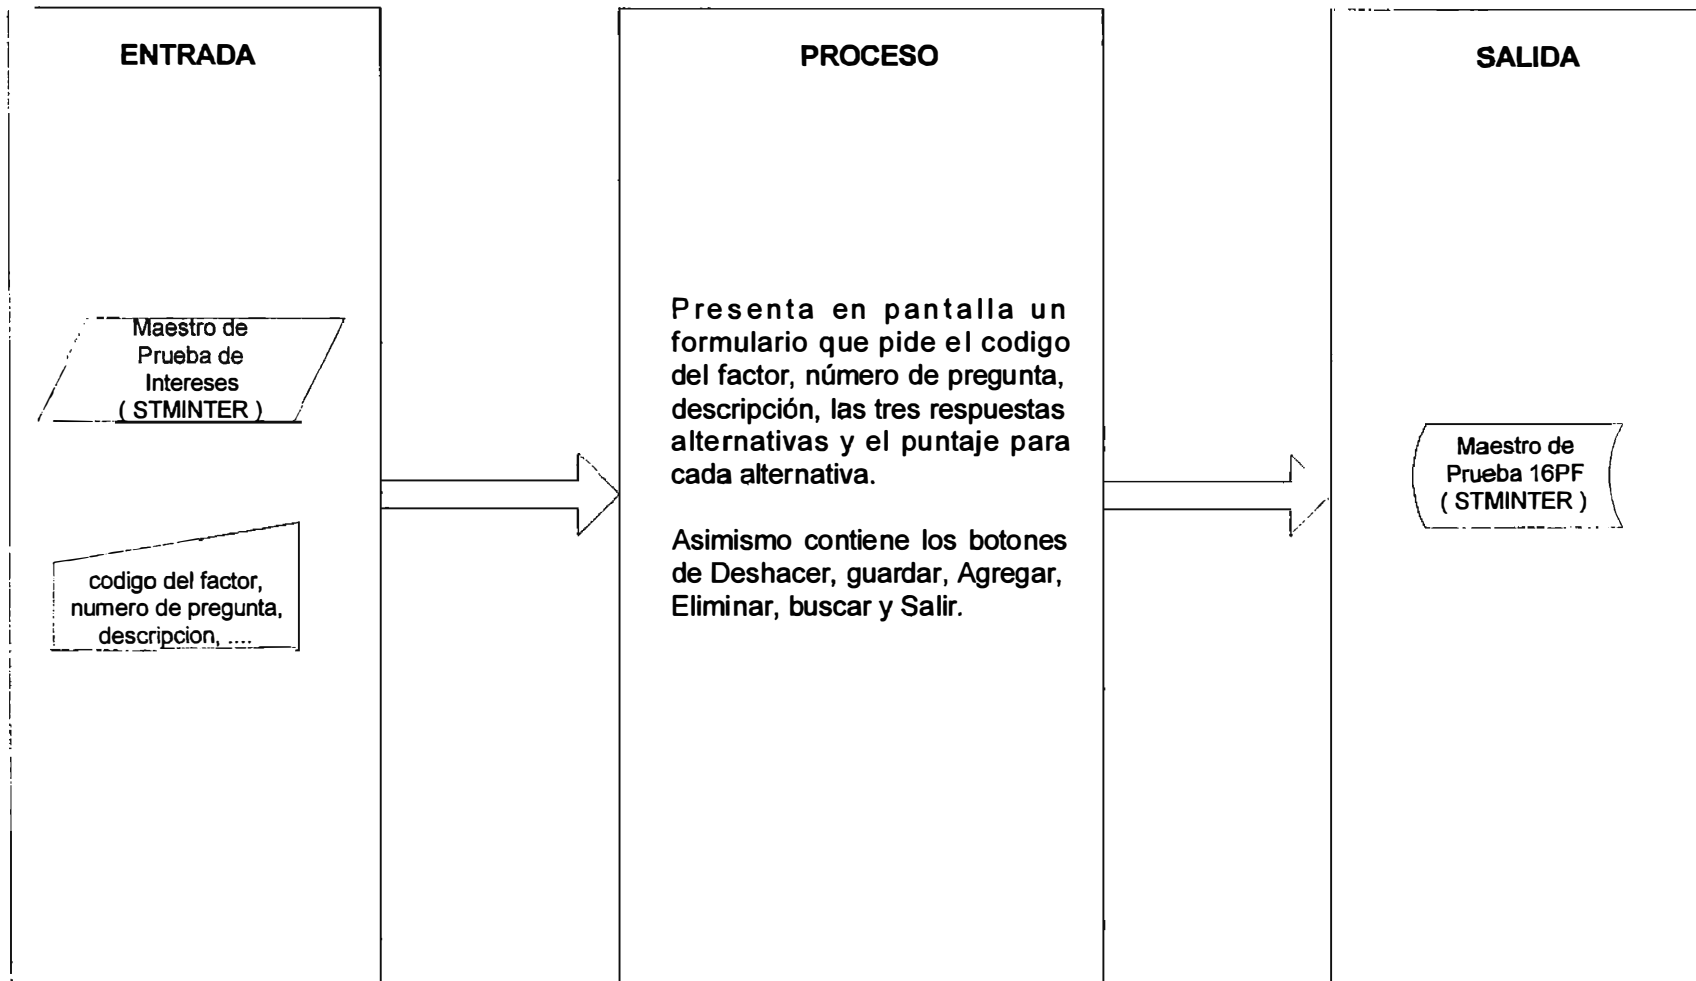 ENTRADA
Maestro de
Prueba de
Intereses
( STMINTER )
codigo del factor,
numero de pregunta,
descripcion, ....
PROCESO
Presenta en pantalla un
formulario que pide el codigo
del factor, número de pregunta,
descripción, las tres respuestas
alternativas y el puntaje para
cada alternativa.
Asimismo contiene los botones
de Deshacer, guardar, Agregar,
Eliminar, buscar y Salir.
SALIDA
Maestro de
Prueba 16PF
( STMINTER )